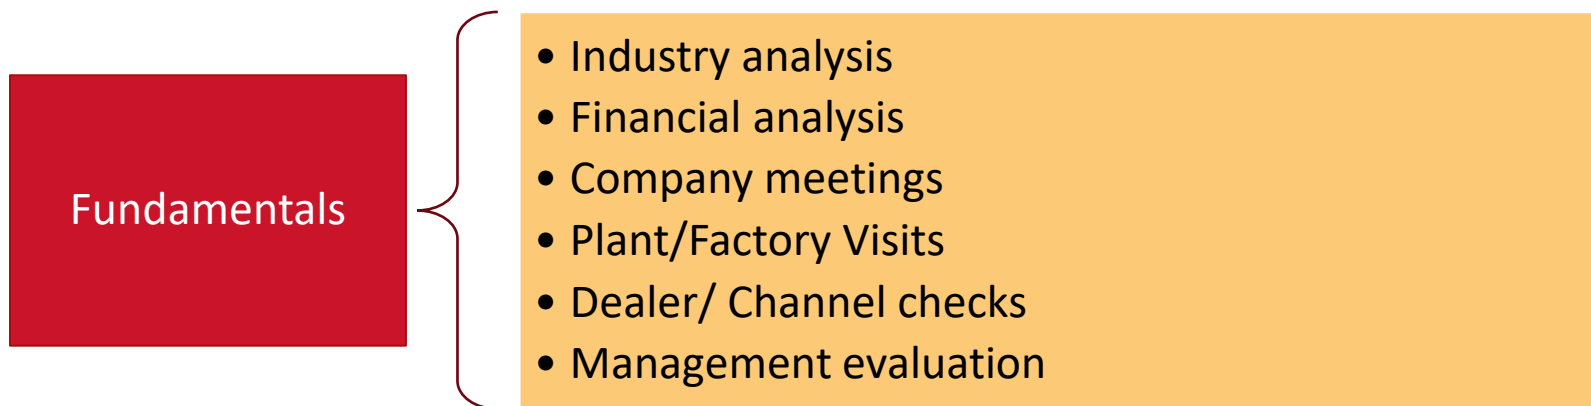 Fundamentals
• Industry analysis
• Financial analysis
• Company meetings
• Plant/Factory Visits
• Dealer/ Channel checks
• Management evaluation